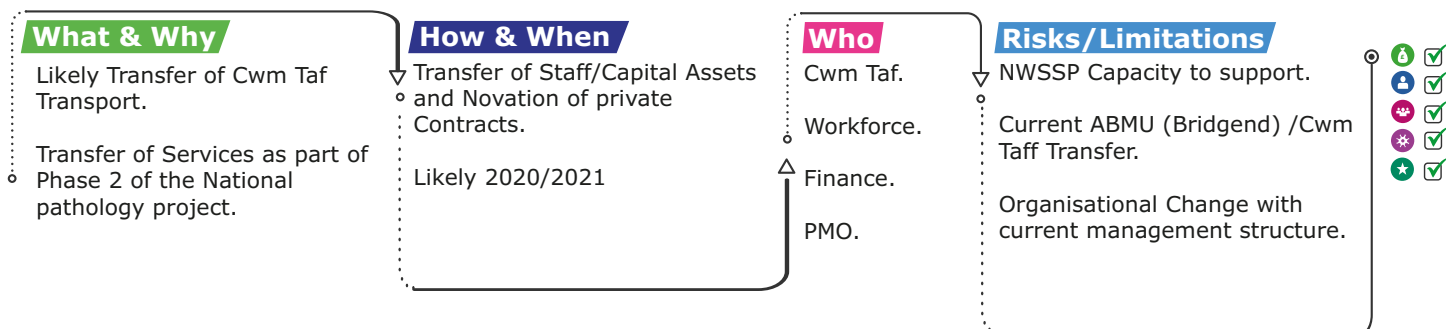 What & Why
Likely Transfer of Cwm Taf
Transport.
Transfer of Services as part of
Phase 2 of the National
pathology project.
How & When
Transfer of Staff/Capital Assets
and Novation of private
Contracts.
Likely 2020/2021
Who
Cwm Taf.
Workforce.
Finance.
PMO.
Risks/Limitations
NWSSP Capacity to support.
Current ABMU (Bridgend) /Cwm
Taff Transfer.
Organisational Change with
current management structure.